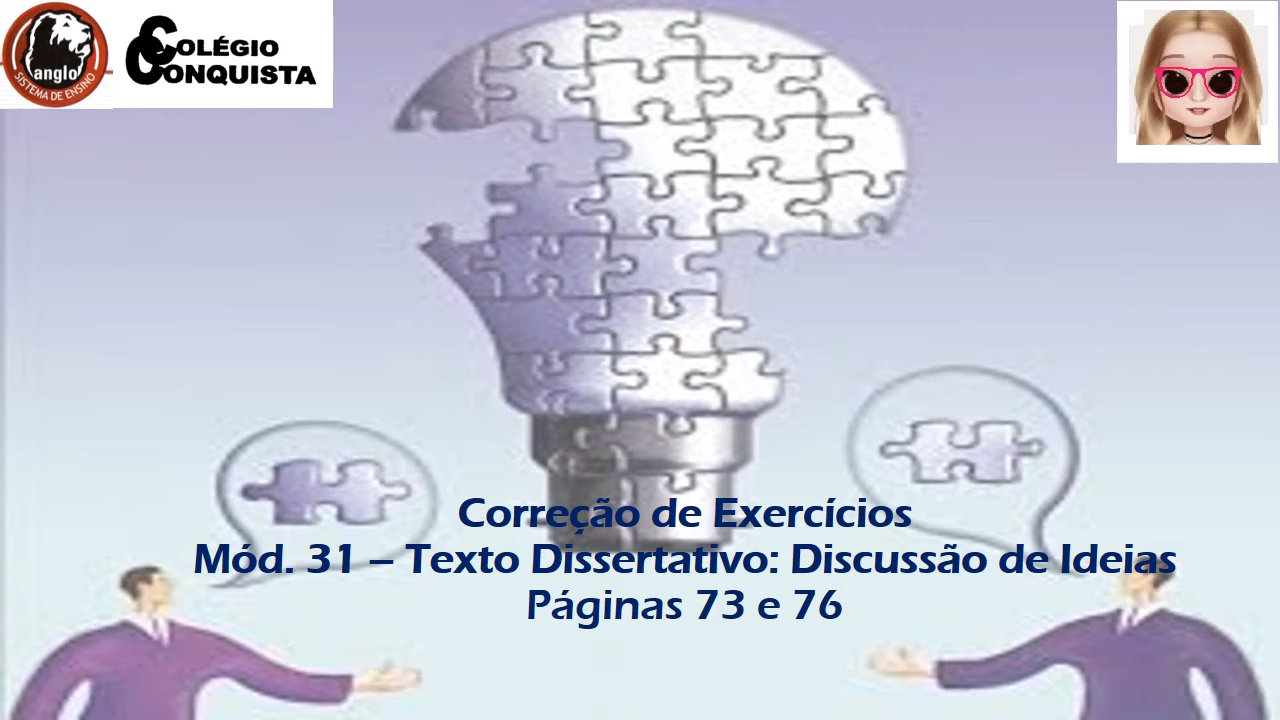 anglo
SISTEMA DE ENSINO
COLÉGIO
CONQUISTA
Correção de Exercícios
Mód. 31 – Texto Dissertativo: Discussão de Ideias
Páginas 73 e 76